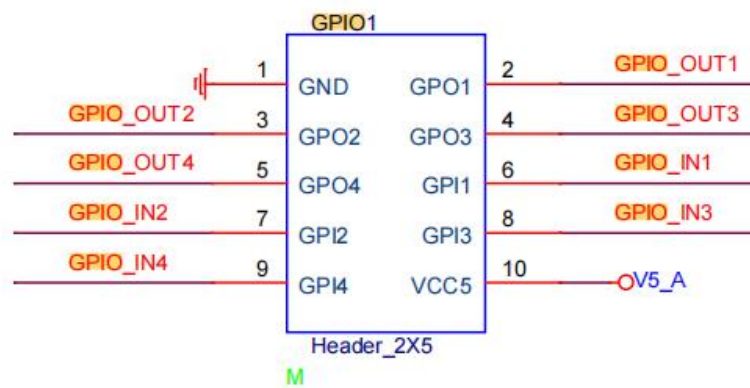 GPIO1
1 GND GPO1 2 GPIO_OUT1
GPIO_OUT2 3 GPO2 GPO3 4 GPIO_OUT3
GPIO_OUT4 5 GPO4 GPI1 6 GPIO_IN1
GPIO_IN2 7 GPI2 GPI3 8 GPIO_IN3
GPIO_IN4 9 GPI4 VCC5 10 V5_A
Header_2X5
M